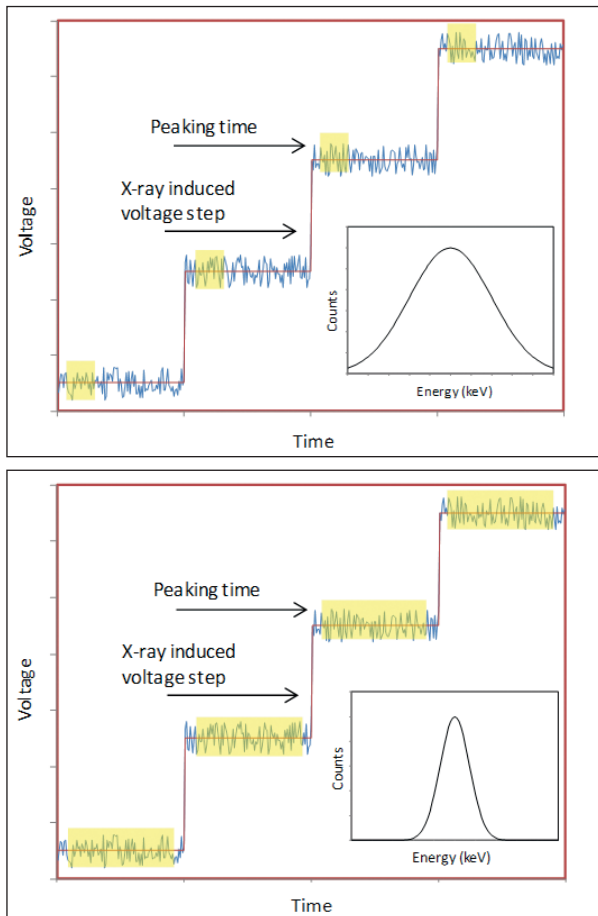 Peaking time
X-ray induced
voltage step
Voltage
Counts
Energy (keV)
Time
Peaking time
X-ray induced
voltage step
Voltage
Counts
Energy (keV)
Time